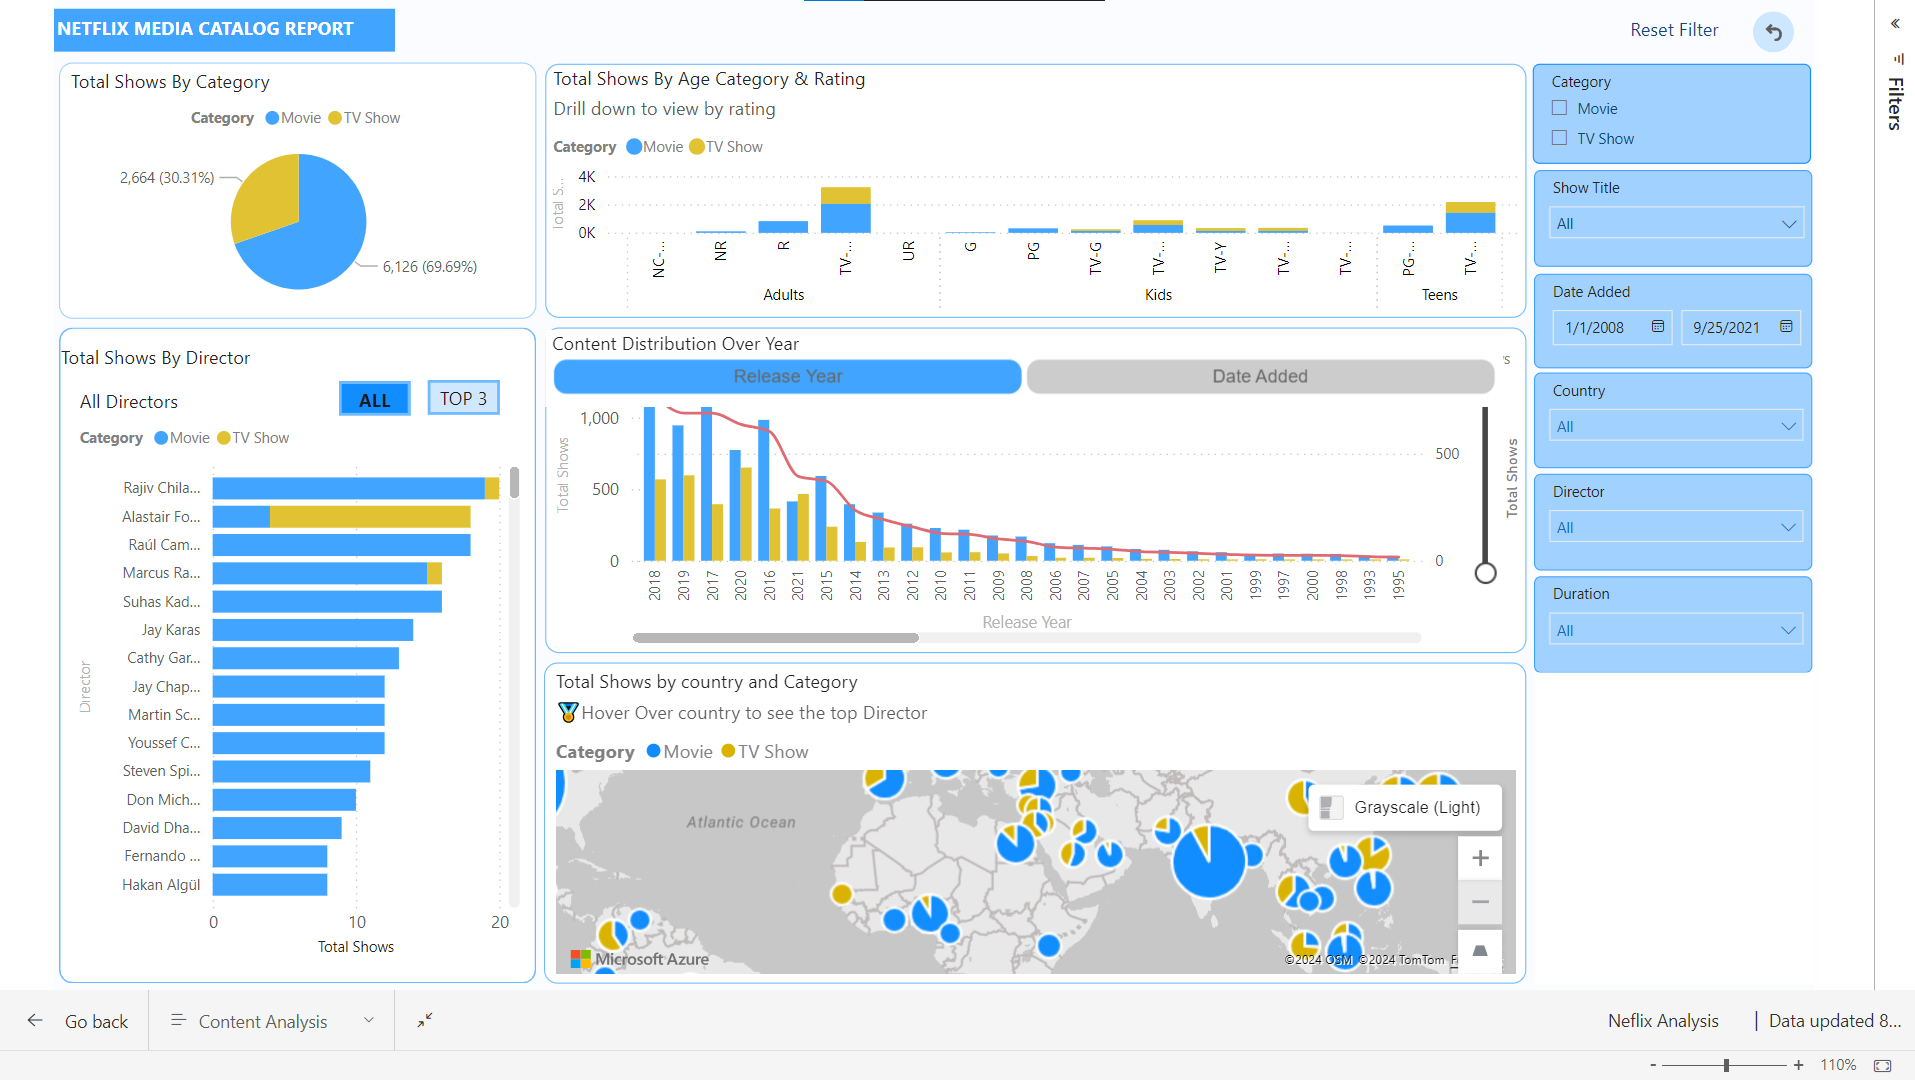 NETFLIX MEDIA CATALOG REPORT
Reset Filter
Total Shows By Category
Category Movie TV Show
2,664 (30.31%)
6,126 (69.69%)
Total Shows By Age Category & Rating
Drill down to view by rating
Category Movie TV Show
Total S...
4K
2K
0K
NC-... NR R TV-... UR G PG TV-G TV-... TV-Y TV-... TV-... PG-... TV-...
Adults Kids Teens
Total Shows By Director
All Directors
ALL TOP 3
Category Movie TV Show
Director
Rajiv Chila...
Alastair Fo...
Raúl Cam...
Marcus Ra...
Suhas Kad...
Jay Karas
Cathy Gar...
Jay Chap...
Martin Sc...
Youssef C...
Steven Spi...
Don Mich...
David Dha...
Fernando ...
Hakan Algül
0 10 20
Total Shows
Content Distribution Over Year
Release Year Date Added
Total Shows
1,000
500
0
500
0
Total Shows
2018 2019 2017 2020 2016 2021 2015 2014 2013 2012 2010 2011 2009 2008 2006 2007 2005 2004 2003 2002 2001 1999 1997 2000 1998 1993 1995
Release Year
Total Shows by country and Category
Hover Over country to see the top Director
Category Movie TV Show
Atlantic Ocean
Grayscale (Light)
Microsoft Azure
©2024 OSM ©2024 TomTom
Category
Movie
TV Show
Show Title
All
Date Added
1/1/2008 9/25/2021
Country
All
Director
All
Duration
All
Filters
Go back Content Analysis
Neflix Analysis | Data updated 8...
- + 110%